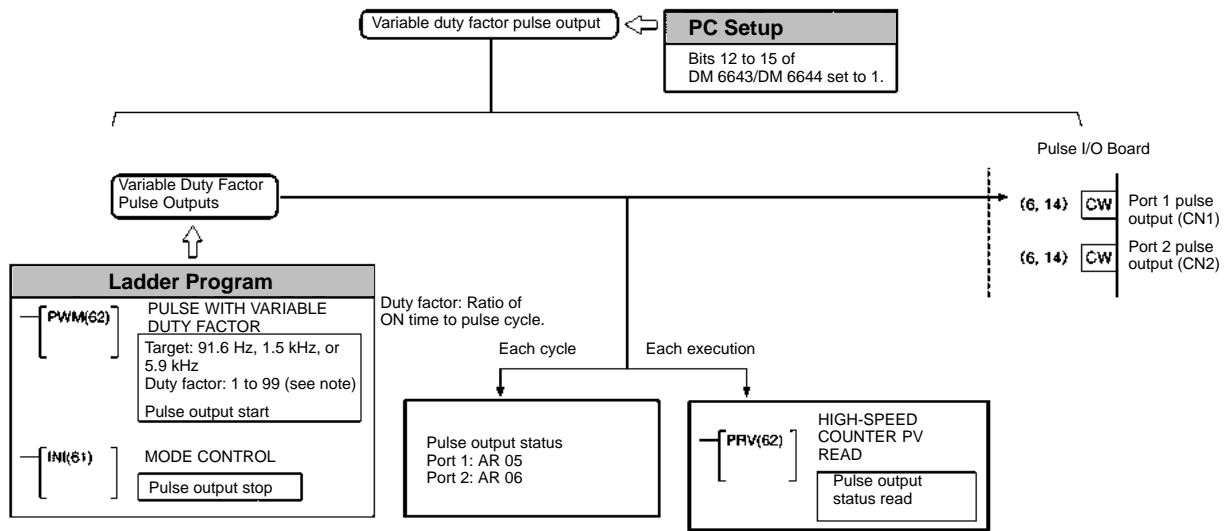 Variable duty factor pulse output
PC Setup
Bits 12 to 15 of
DM 6643/DM 6644 set to 1.
Pulse I/O Board
Variable Duty Factor
Pulse Outputs
(6, 14) CW
Port 1 pulse
output (CN1)
(6, 14) CW
Port 2 pulse
output (CN2)
Ladder Program
PWM(62)
PULSE WITH VARIABLE
DUTY FACTOR
Target: 91.6 Hz, 1.5 kHz, or
5.9 kHz
Duty factor: 1 to 99 (see note)
Pulse output start
INI(61)
MODE CONTROL
Pulse output stop
Duty factor: Ratio of
ON time to pulse cycle.
Each cycle
Each execution
Pulse output status
Port 1: AR 05
Port 2: AR 06
PRV(62)
HIGH-SPEED
COUNTER PV
READ
Pulse output
status read